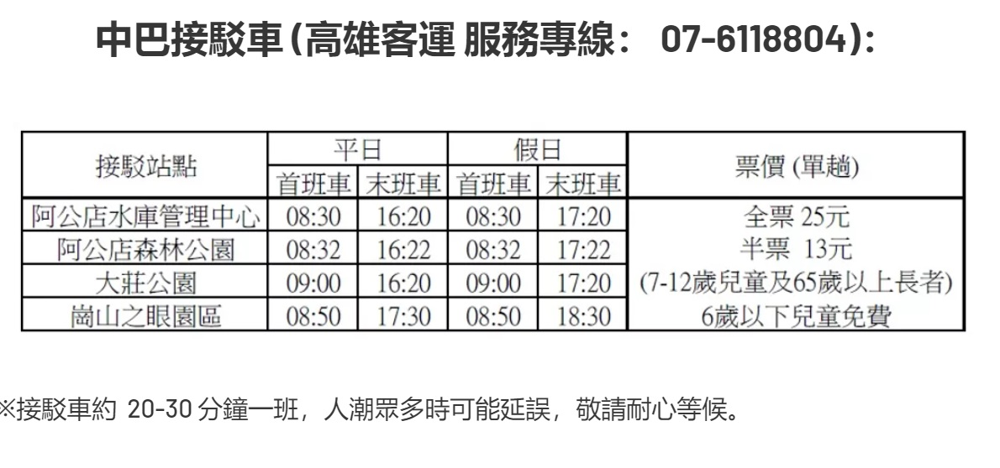 中巴接駁車 (高雄客運 服務專線： 07-6118804)：
接駁站點 平日 假日 票價 (單趟)
首班車 末班車 首班車 末班車
阿公店水庫管理中心 08:30 16:20 08:30 17:20 全票 25元
阿公店森林公園 08:32 16:22 08:32 17:22 半票 13元
大莊公園 09:00 16:20 09:00 17:20 (7-12歲兒童及65歲以上長者)
崗山之眼園區 08:50 17:30 08:50 18:30 6歲以下兒童免費
※接駁車約 20-30 分鐘一班，人潮眾多時可能延誤，敬請耐心等候。